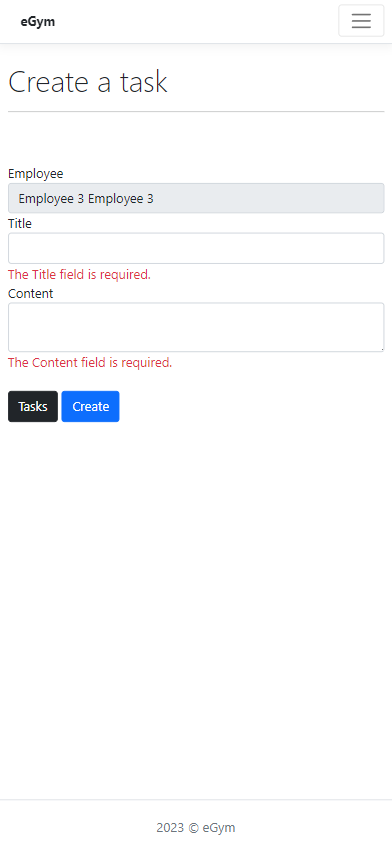 eGym
Create a task
Employee
Employee 3 Employee 3
Title
The Title field is required.
Content
The Content field is required.
Tasks Create
2023 © eGym